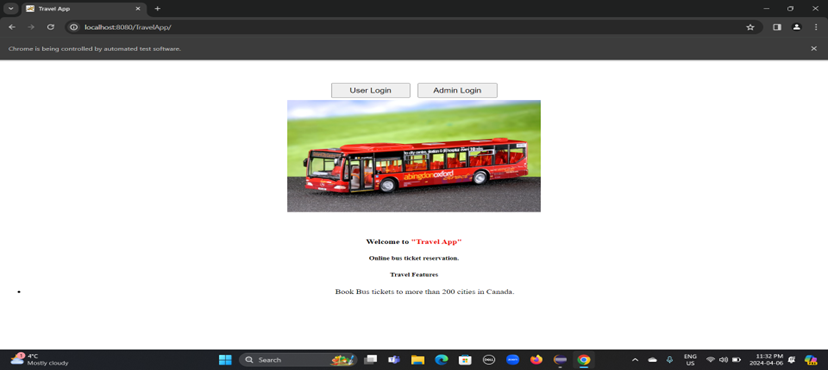 Travel App
localhost:8080/TravelApp/
Chrome is being controlled by automated test software.
User Login Admin Login
abingdonoxford
Welcome to "Travel App"
Online bus ticket reservation.
Travel Features
Book Bus tickets to more than 200 cities in Canada.
4°C
Mostly cloudy
Search
DELL
ENG
US
11:32 PM
2024-04-06